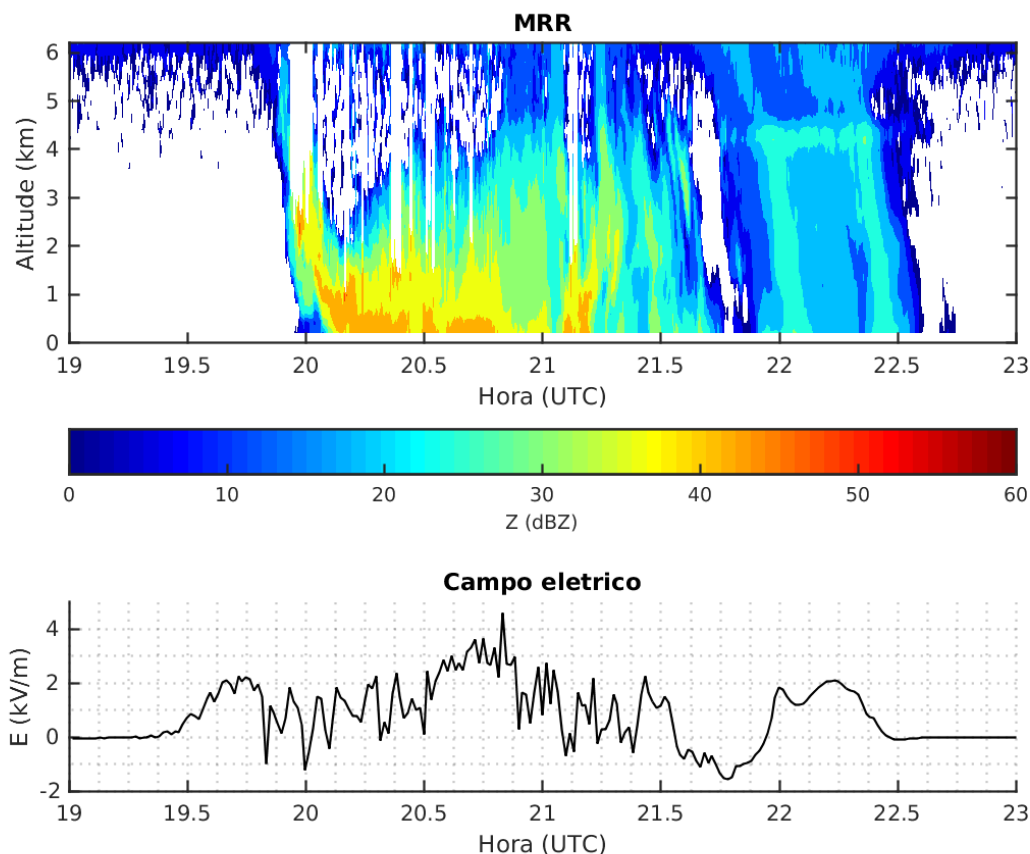 MRR
6
5
4
3
2
1
0
Altitude (km)
19 19.5 20 20.5 21 21.5 22 22.5 23
Hora (UTC)
0 10 20 30 40 50 60
Z (dBZ)
Campo eletrico
4
2
0
-2
E (kV/m)
19 19.5 20 20.5 21 21.5 22 22.5 23
Hora (UTC)